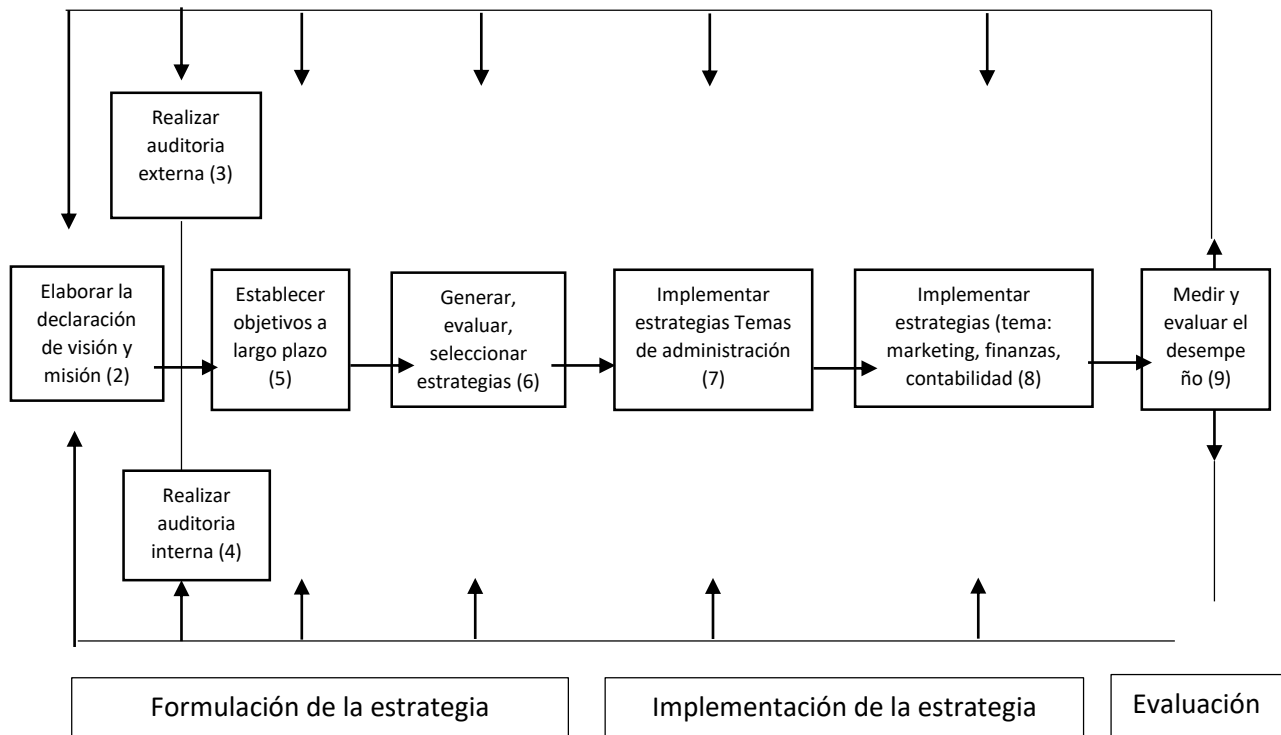 Realizar
auditoria
externa (3)
Elaborar la
declaración
de visión y
misión (2)
Establecer
objetivos a
largo plazo
(5)
Generar,
evaluar,
seleccionar
estrategias (6)
Implementar
estrategias Temas
de administración
(7)
Implementar
estrategias (tema:
marketing, finanzas,
contabilidad (8)
Medir y
evaluar el
desempe
ño (9)
Realizar
auditoria
interna (4)
Formulación de la estrategia
Implementación de la estrategia
Evaluación